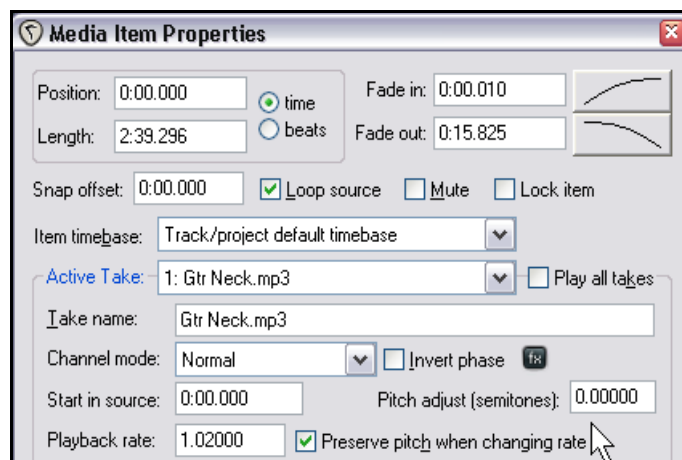 Media Item Properties
Position: 0:00.000 time Fade in: 0:00.010
Length: 2:39.296 beats Fade out: 0:15.825
Snap offset: 0:00.000 Loop source Mute Lock item
Item timebase: Track/project default timebase
Active Take: 1: Gtr Neck.mp3 Play all takes
Take name: Gtr Neck.mp3
Channel mode: Normal Invert phase fx
Start in source: 0:00.000 Pitch adjust (semitones): 0.00000
Playback rate: 1.02000 Preserve pitch when changing rate